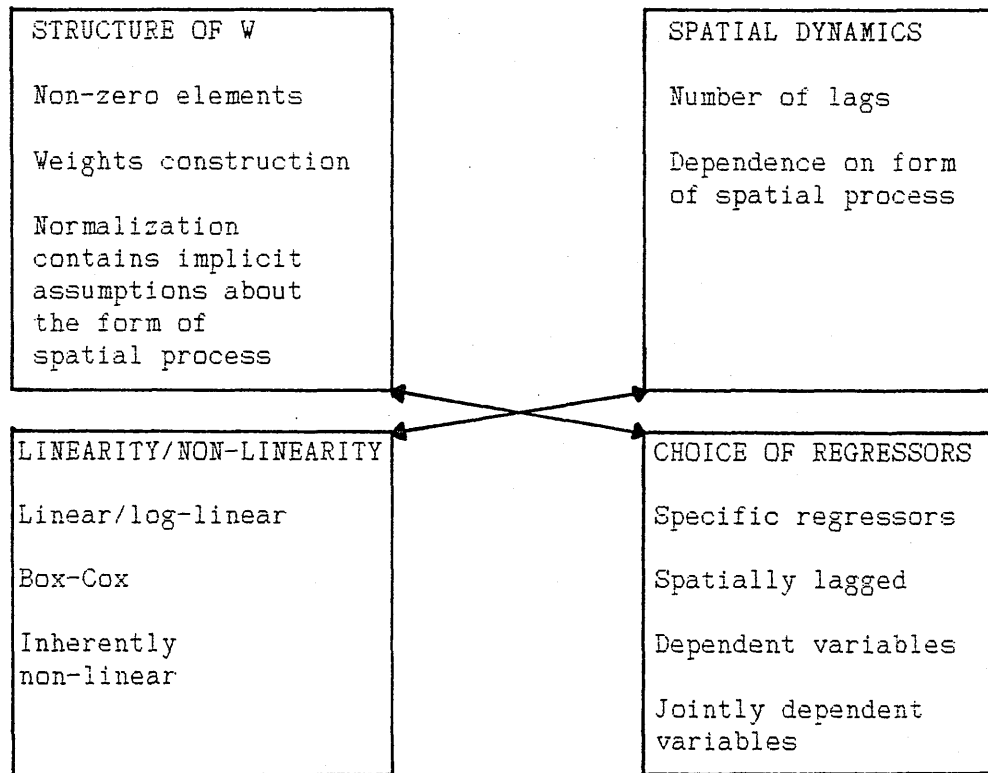 STRUCTURE OF W
Non-zero elements
Weights construction
Normalization
contains implicit
assumptions about
the form of
spatial process
SPATIAL DYNAMICS
Number of lags
Dependence on form
of spatial process
LINEARITY/NON-LINEARITY
Linear/log-linear
Box-Cox
Inherently
non-linear
CHOICE OF REGRESSORS
Specific regressors
Spatially lagged
Dependent variables
Jointly dependent
variables